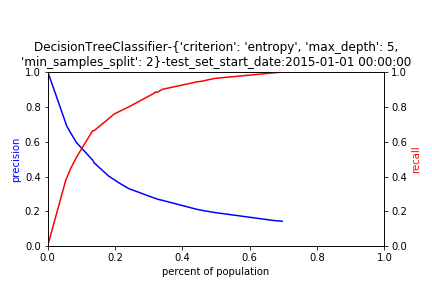 DecisionTreeClassifier-{'criterion': 'entropy', 'max_depth': 5,
'min_samples_split': 2}-test_set_start_date:2015-01-01 00:00:00
1.0
0.8
0.6
0.4
0.2
0.0
precision
1.0
0.8
0.6
0.4
0.2
0.0
recall
0.0 0.2 0.4 0.6 0.8 1.0
percent of population